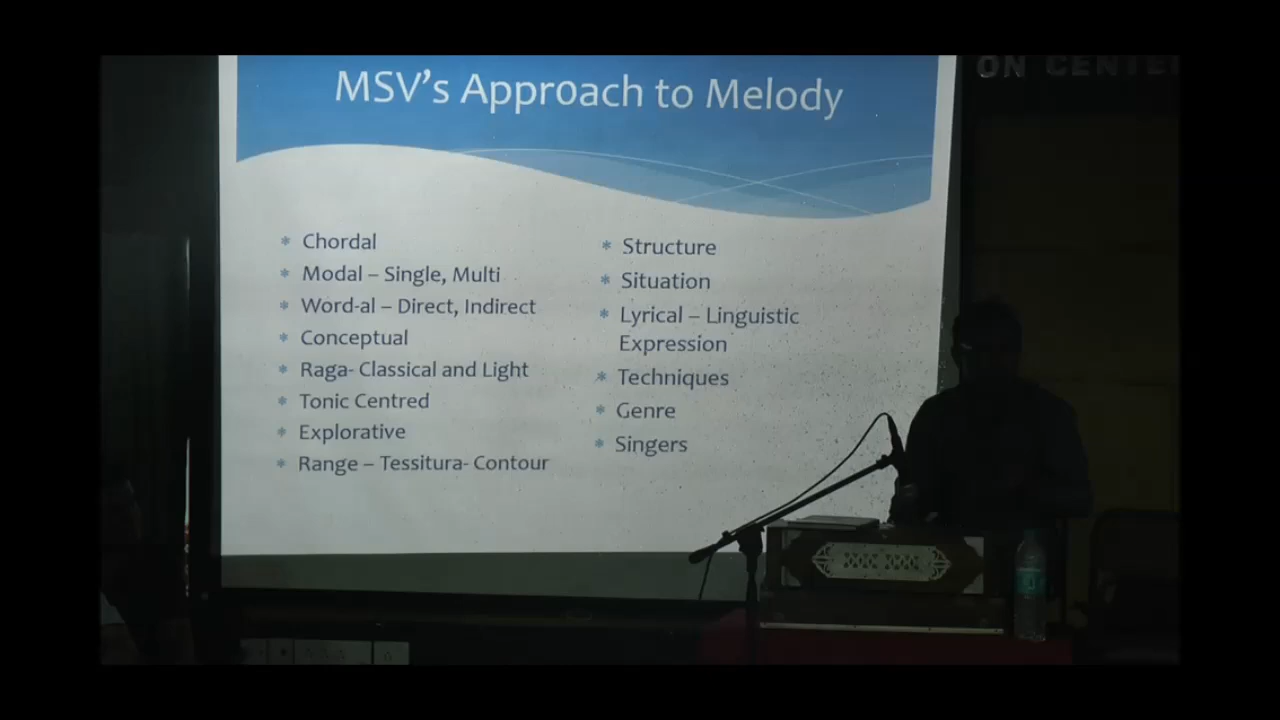 MSV's Approach to Melody
ON CENTE
Chordal
Modal – Single, Multi
Word-al – Direct, Indirect
Conceptual
Raga- Classical and Light
Tonic Centred
Explorative
Range – Tessitura- Contour
Structure
Situation
Lyrical – Linguistic
Expression
Techniques
Genre
Singers